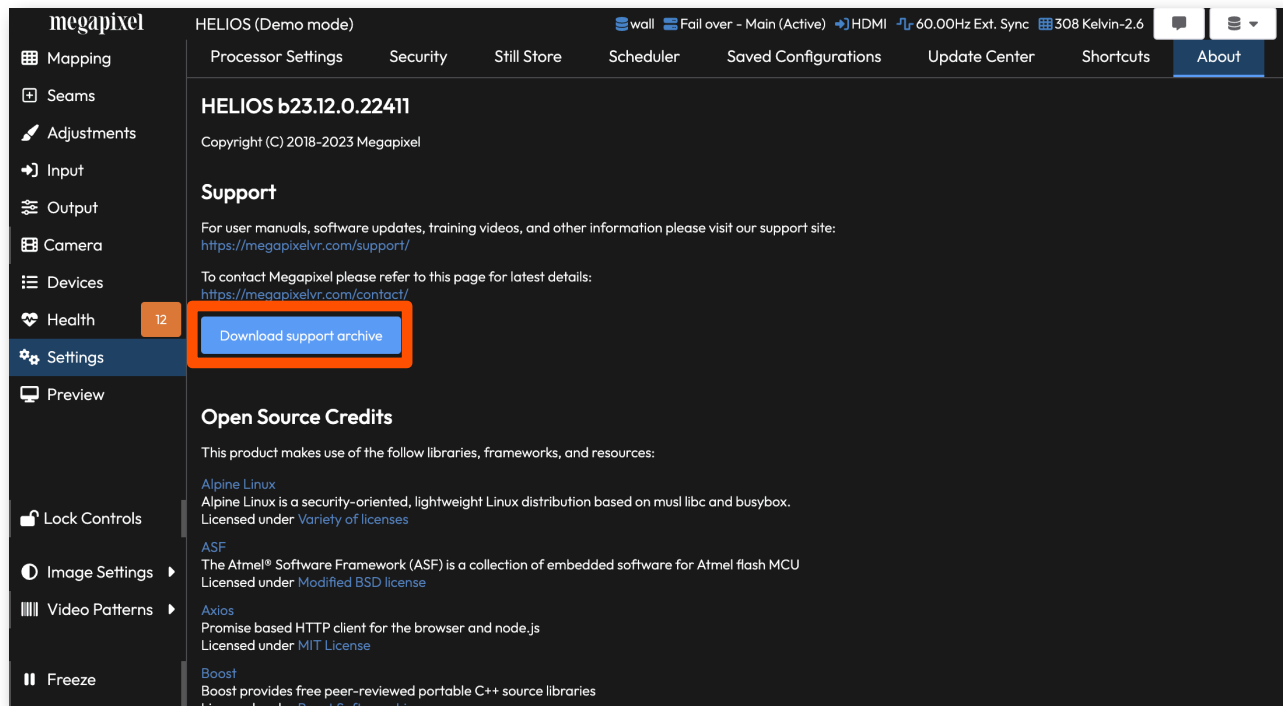 megapixel
HELIOS (Demo mode)
wall Fail over - Main (Active) HDMI 60.00Hz Ext. Sync 308 Kelvin-2.6
Processor Settings Security Still Store Scheduler Saved Configurations Update Center Shortcuts About
Mapping
Seams
Adjustments
Input
Output
Camera
Devices
Health 12
Settings
Preview
Lock Controls
Image Settings
Video Patterns
Freeze
HELIOS b23.12.0.22411
Copyright (C) 2018-2023 Megapixel
Support
For user manuals, software updates, training videos, and other information please visit our support site:
https://megapixelvr.com/support/
To contact Megapixel please refer to this page for latest details:
https://megapixelvr.com/contact/
Download support archive
Open Source Credits
This product makes use of the follow libraries, frameworks, and resources:
Alpine Linux
Alpine Linux is a security-oriented, lightweight Linux distribution based on musl libc and busybox.
Licensed under Variety of licenses
ASF
The Atmel® Software Framework (ASF) is a collection of embedded software for Atmel flash MCU
Licensed under Modified BSD license
Axios
Promise based HTTP client for the browser and node.js
Licensed under MIT License
Boost
Boost provides free peer-reviewed portable C++ source libraries